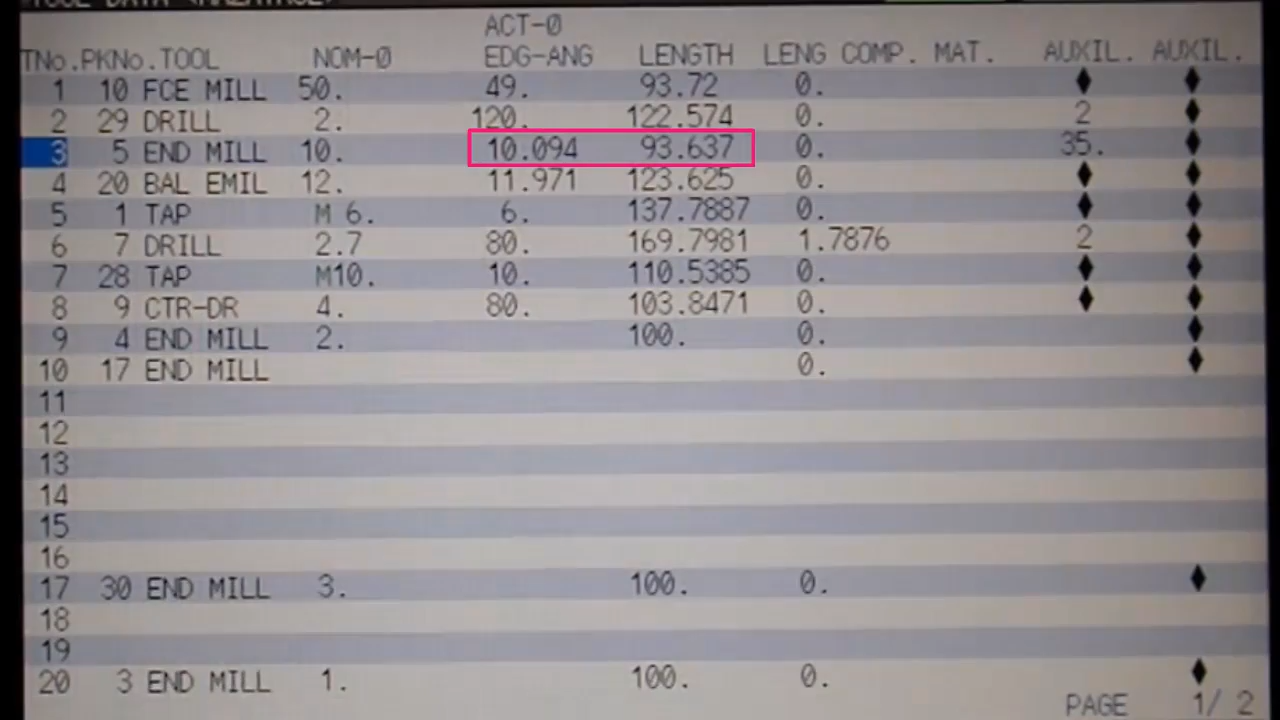 ACT-Ø
TNo.PKNo.TOOL NOM-Ø EDG-ANG LENGTH LENG COMP. MAT. AUXIL. AUXIL.
1 10 FCE MILL 50. 49. 93.72 0. ♦ ♦
2 29 DRILL 2. 120. 122.574 0. 2 ♦
3 5 END MILL 10. 10.094 93.637 0. 35. ♦
4 20 BAL EMIL 12. 11.971 123.625 0. ♦ ♦
5 1 TAP M 6. 6. 137.7887 0. ♦ ♦
6 7 DRILL 2.7 80. 169.7981 1.7876 2 ♦
7 28 TAP M10. 10. 110.5385 0. ♦ ♦
8 9 CTR-DR 4. 80. 103.8471 0. ♦ ♦
9 4 END MILL 2. 100. 0. ♦
10 17 END MILL 0. ♦
11
12
13
14
15
16
17 30 END MILL 3. 100. 0. ♦
18
19
20 3 END MILL 1. 100. 0. ♦
PAGE 1/ 2